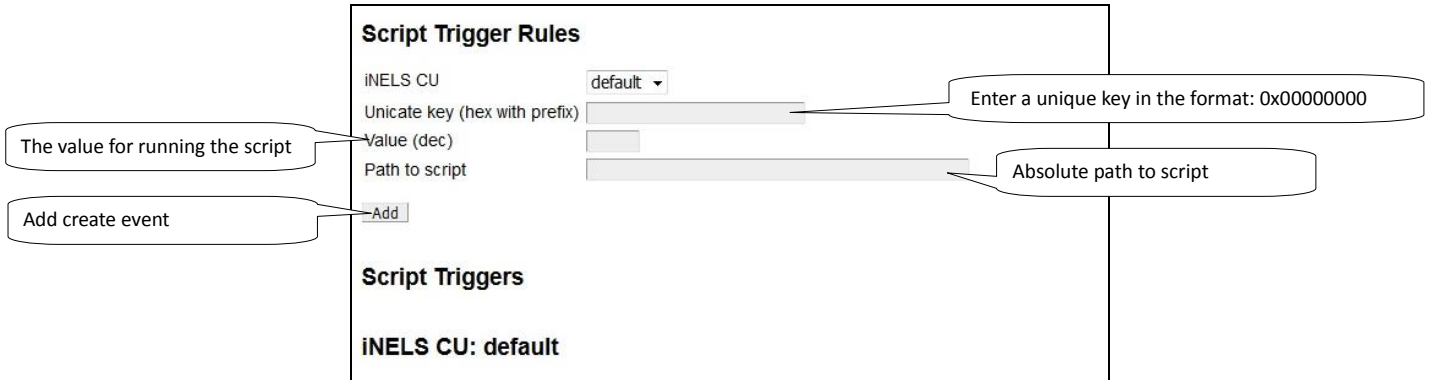 Script Trigger Rules
iNELS CU
default
Unicate key (hex with prefix)
Enter a unique key in the format: 0x00000000
The value for running the script
Value (dec)
Path to script
Absolute path to script
Add create event
Add
Script Triggers
iNELS CU: default